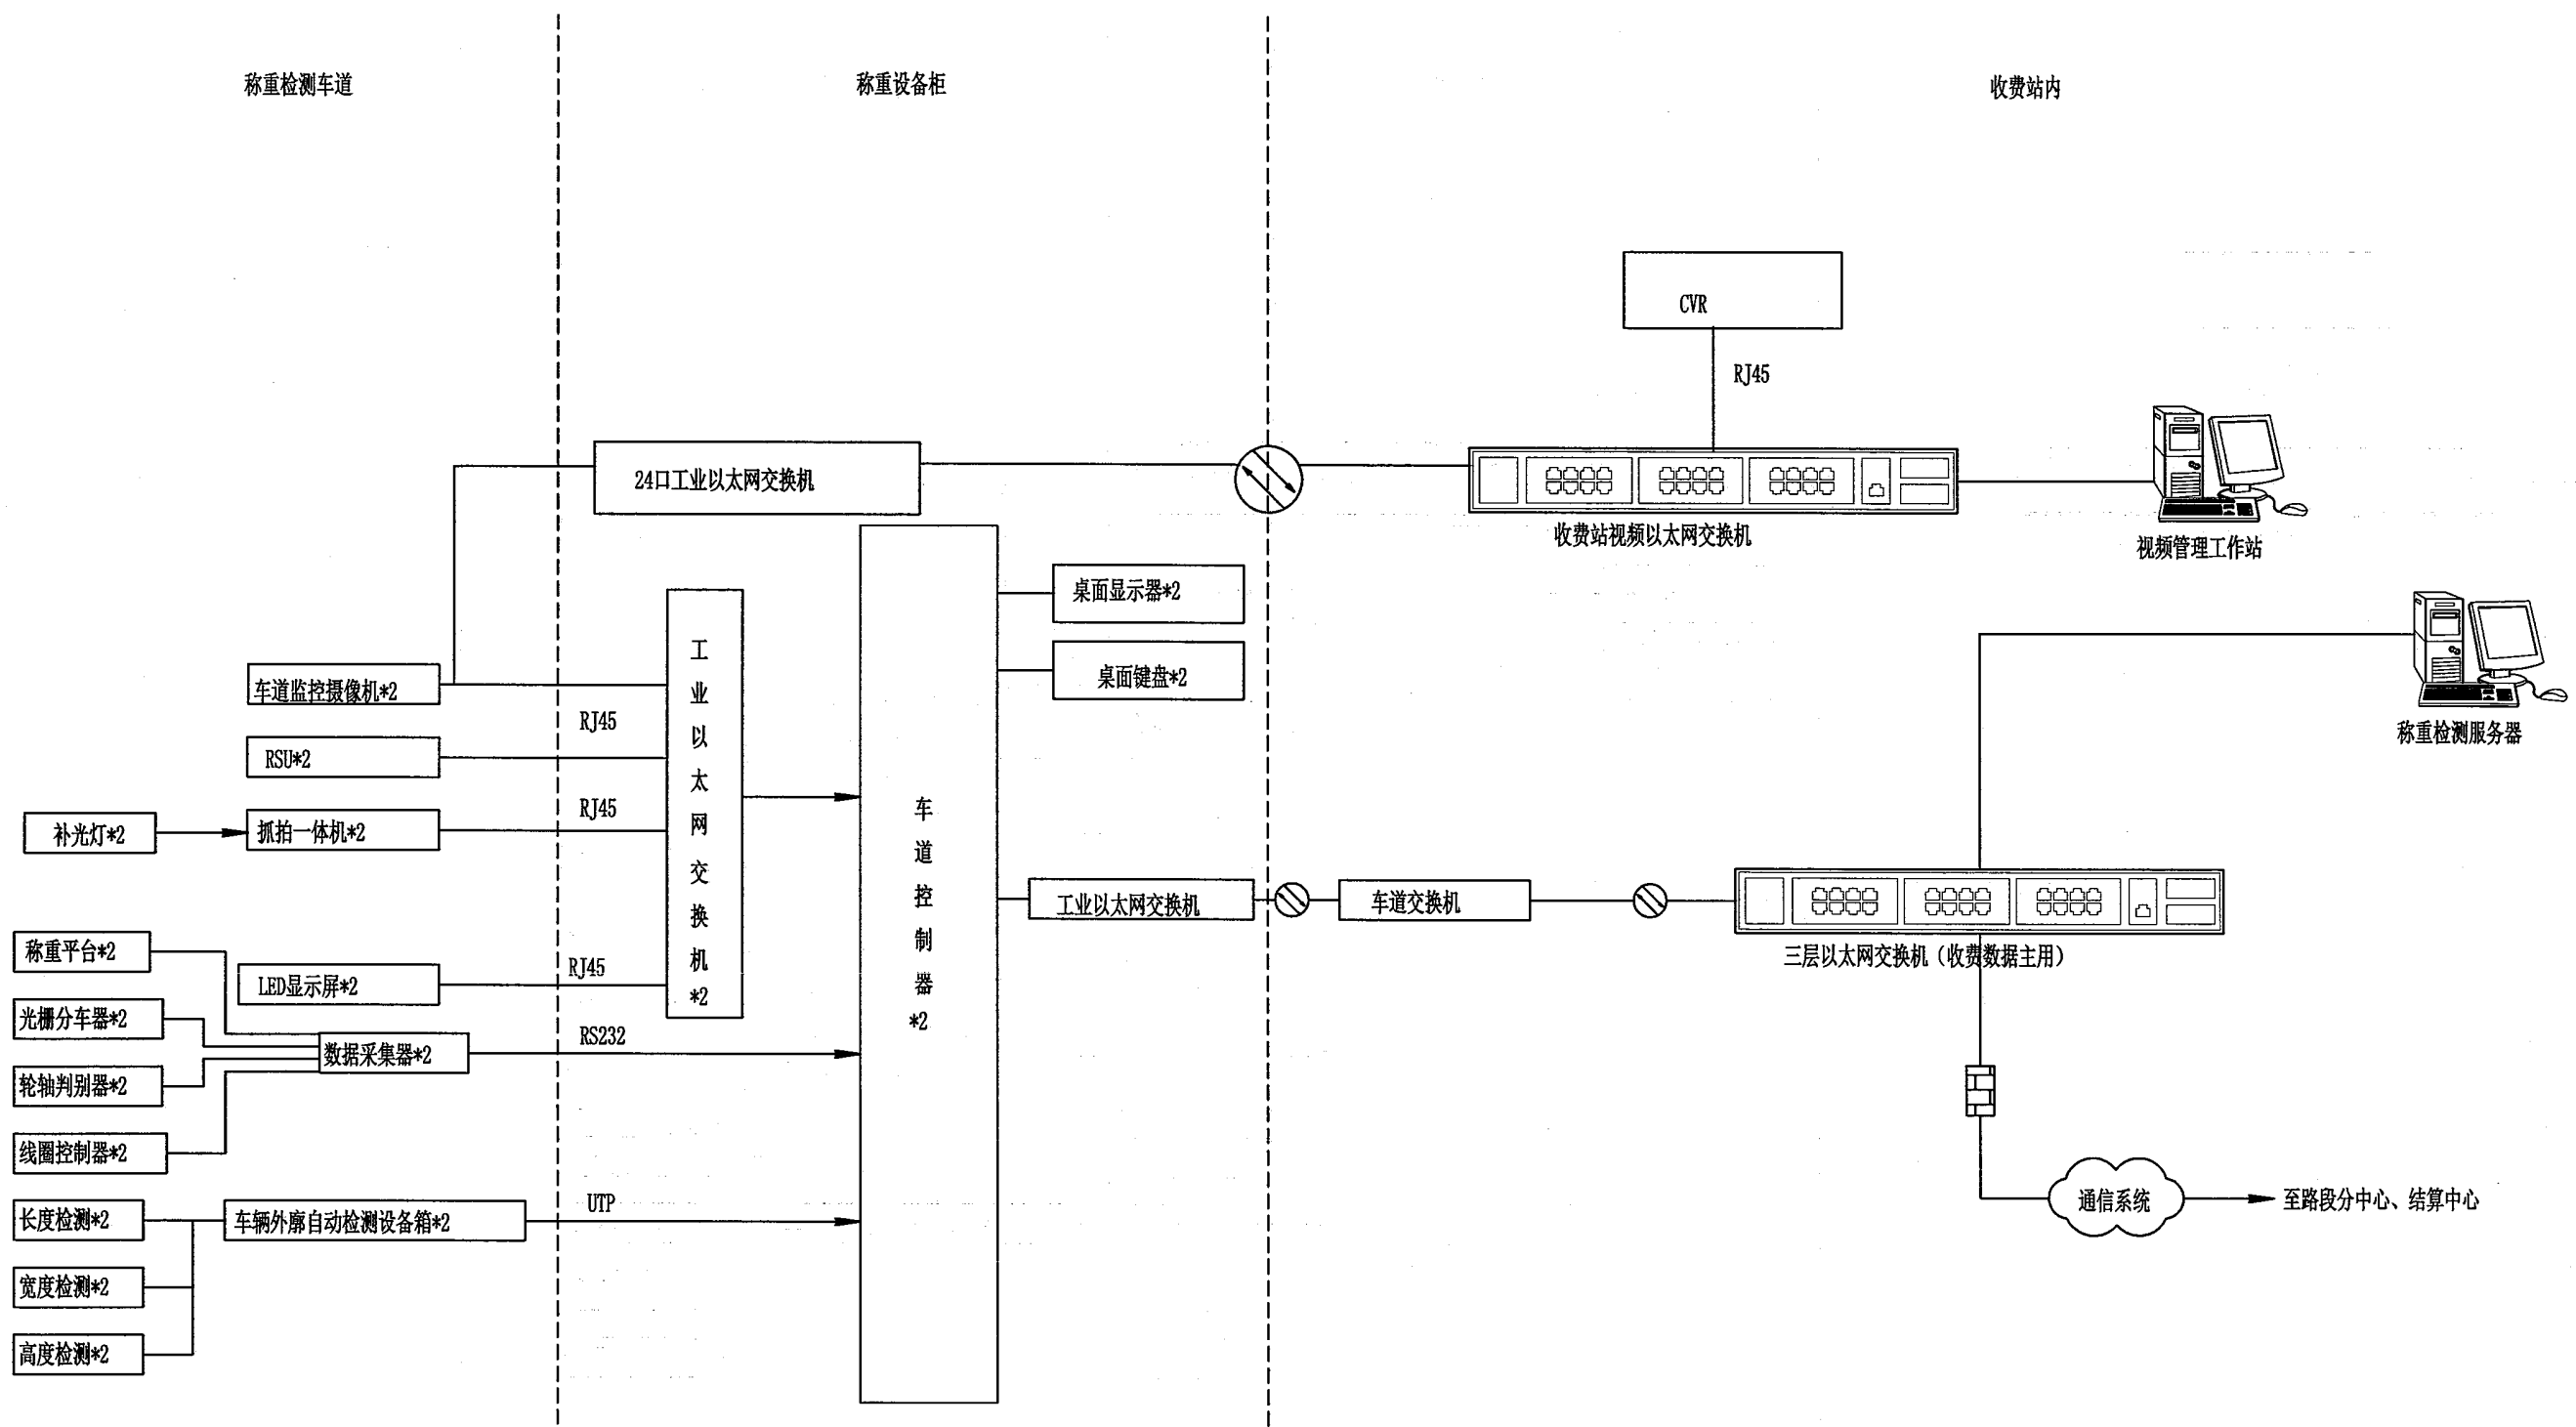 称重检测车道
称重设备柜
收费站内
CVR
RJ45
24口工业以太网交换机
收费站视频以太网交换机
视频管理工作站
桌面显示器*2
桌面键盘*2
工业以太网交换机*2
车道监控摄像机*2
RJ45
RSU*2
称重检测服务器
补光灯*2
抓拍一体机*2
RJ45
车道控制器*2
工业以太网交换机
车道交换机
三层以太网交换机（收费数据主用）
称重平台*2
LED显示屏*2
RJ45
光栅分车器*2
数据采集器*2
RS232
轮轴判别器*2
线圈控制器*2
长度检测*2
车辆外廓自动检测设备箱*2
UTP
通信系统
至路段分中心、结算中心
宽度检测*2
高度检测*2